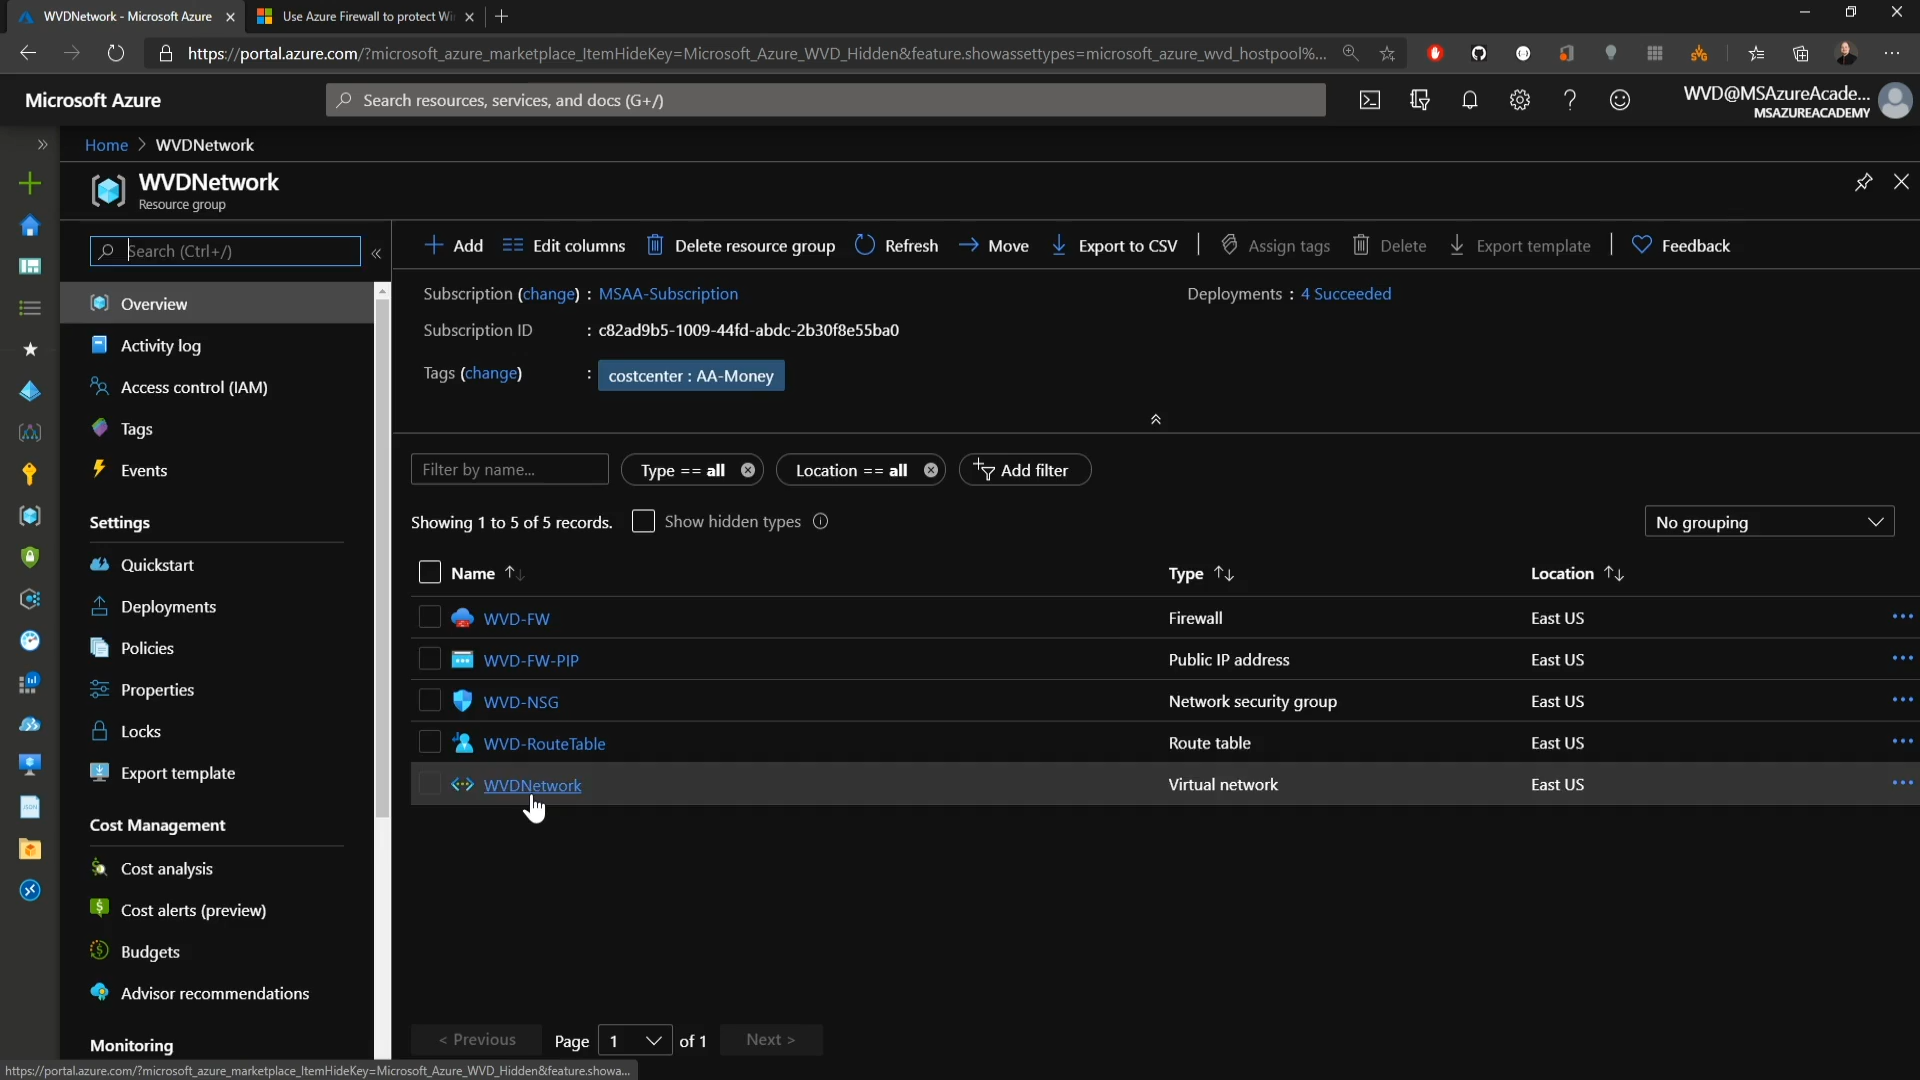 WVDNetwork - Microsoft Azure
Use Azure Firewall to protect Wi
https://portal.azure.com/?microsoft_azure_marketplace_ItemHideKey=Microsoft_Azure_WVD_Hidden&feature.showassettypes=microsoft_azure_wvd_hostpool%...
Microsoft Azure
Search resources, services, and docs (G+/)
WVD@MSAzureAcade...
MSAZUREACADEMY
Home > WVDNetwork
WVDNetwork
Resource group
Search (Ctrl+/)
Overview
Activity log
Access control (IAM)
Tags
Events
Settings
Quickstart
Deployments
Policies
Properties
Locks
Export template
Cost Management
Cost analysis
Cost alerts (preview)
Budgets
Advisor recommendations
Monitoring
Add Edit columns Delete resource group Refresh Move Export to CSV Assign tags Delete Export template Feedback
Subscription (change) : MSAA-Subscription
Deployments : 4 Succeeded
Subscription ID : c82ad9b5-1009-44fd-abdc-2b30f8e55ba0
Tags (change) : costcenter : AA-Money
Filter by name... Type == all Location == all Add filter
Showing 1 to 5 of 5 records. Show hidden types No grouping
Name Type Location
WVD-FW Firewall East US
WVD-FW-PIP Public IP address East US
WVD-NSG Network security group East US
WVD-RouteTable Route table East US
WVDNetwork Virtual network East US
< Previous Page 1 of 1 Next >
https://portal.azure.com/?microsoft_azure_marketplace_ItemHideKey=Microsoft_Azure_WVD_Hidden&feature.showa...